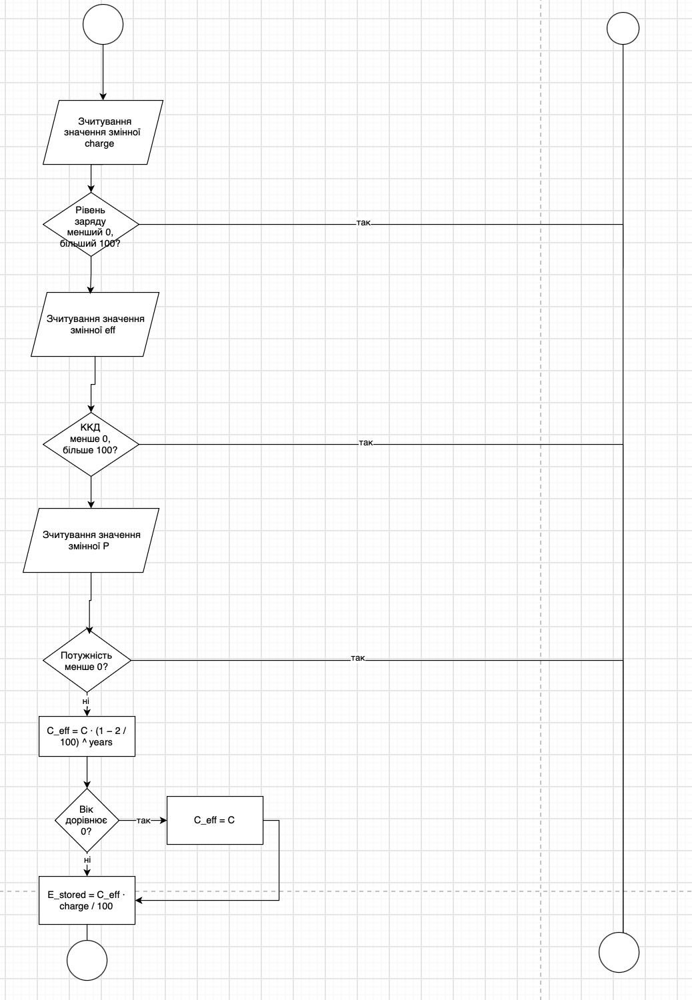 Зчитування
значення змінної
charge
Рівень
заряду
менший 0,
більший 100?
так
Зчитування значення
змінної eff
ККД
менше 0,
більше 100?
так
Зчитування значення
змінної P
Потужність
менше 0?
так
ні
C_eff = C · (1 − 2 /
100) ^ years
Вік
дорівнює
0?
так
C_eff = C
ні
E_stored = C_eff ·
charge / 100